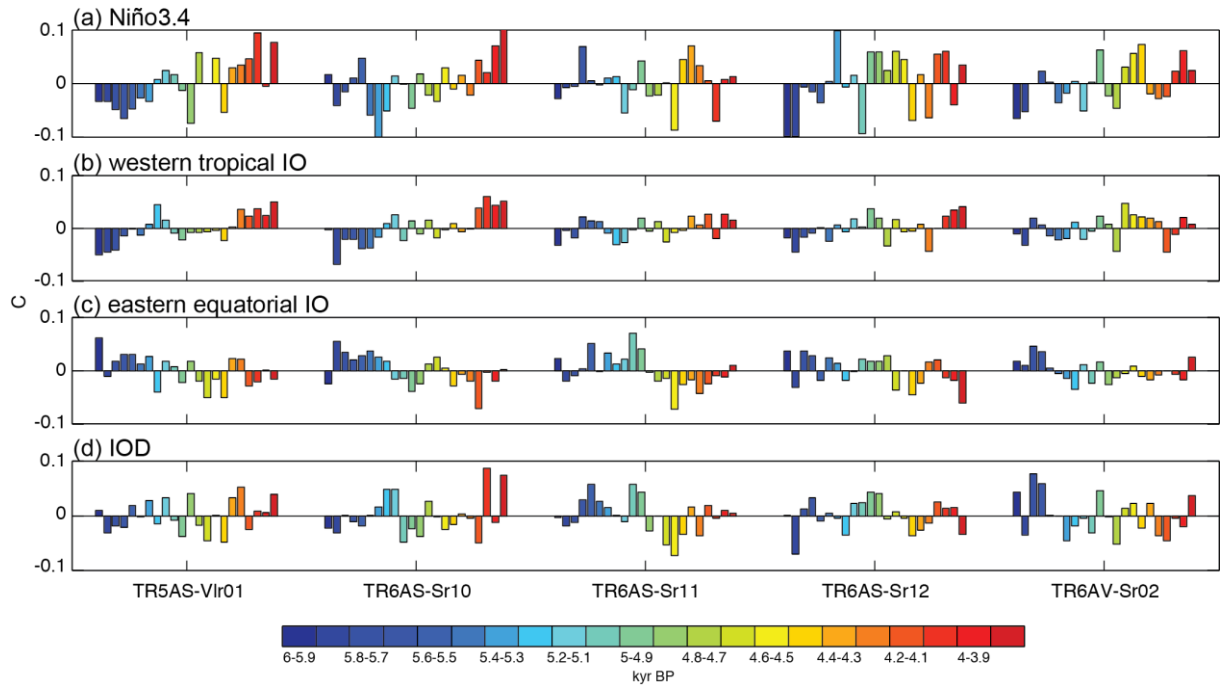 (a) Niño3.4
0.1
0
-0.1
(b) western tropical IO
0.1
0
-0.1
(c) eastern equatorial IO
0.1
0
-0.1
C
(d) IOD
0.1
0
-0.1
TR5AS-Vlr01 TR6AS-Sr10 TR6AS-Sr11 TR6AS-Sr12 TR6AV-Sr02
6-5.9 5.8-5.7 5.6-5.5 5.4-5.3 5.2-5.1 5-4.9 4.8-4.7 4.6-4.5 4.4-4.3 4.2-4.1 4-3.9
kyr BP